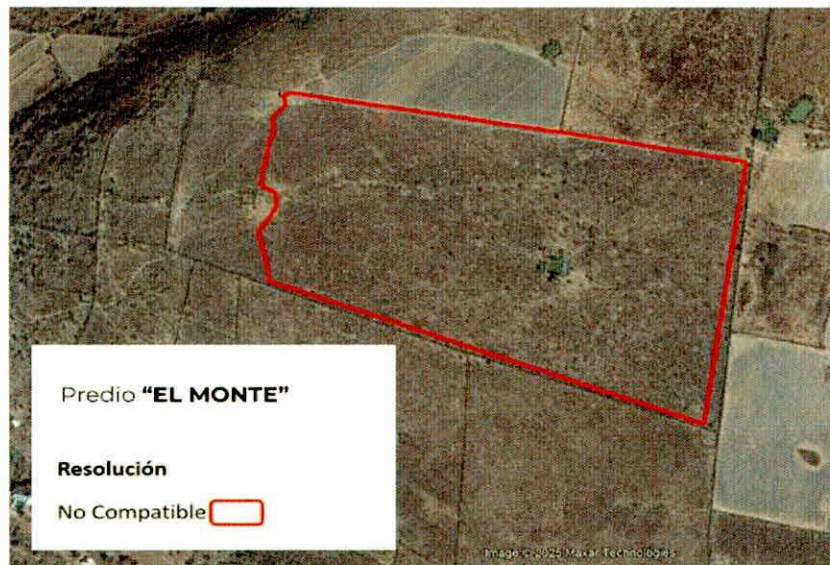 Predio "EL MONTE"
Resolución
No Compatible
Image © 2025 Maxar Technologies